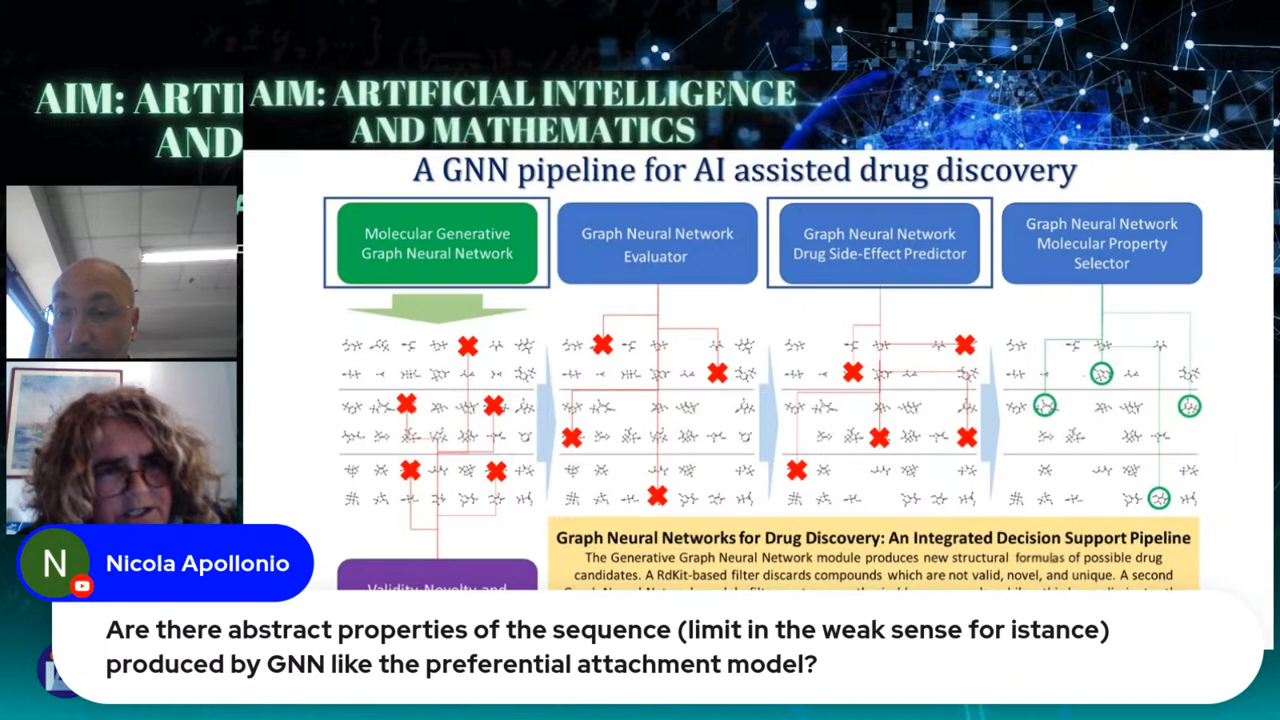 AIM: ARTI
AND
AIM: ARTIFICIAL INTELLIGENCE
AND MATHEMATICS
A GNN pipeline for AI assisted drug discovery
Molecular Generative
Graph Neural Network
Graph Neural Network
Evaluator
Graph Neural Network
Drug Side-Effect Predictor
Graph Neural Network
Molecular Property
Selector
Graph Neural Networks for Drug Discovery: An Integrated Decision Support Pipeline
The Generative Graph Neural Network module produces new structural formulas of possible drug
candidates. A RdKit-based filter discards compounds which are not valid, novel, and unique. A second
Validity, Novelty and
N
Nicola Apollonio
Are there abstract properties of the sequence (limit in the weak sense for istance)
produced by GNN like the preferential attachment model?